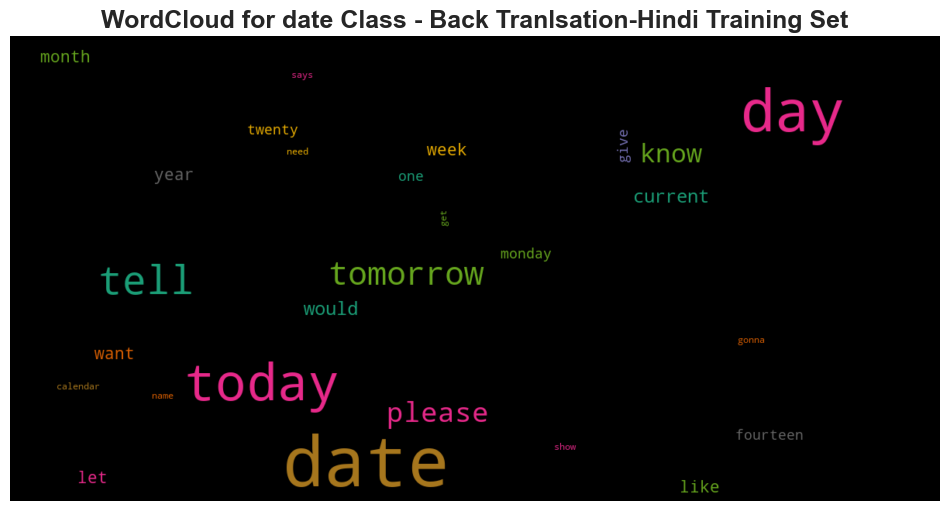 WordCloud for date Class - Back Tranlsation-Hindi Training Set
month
says
day
twenty
need
week
give
know
year
one
current
get
monday
tell
tomorrow
would
gonna
want
today
calendar
name
please
fourteen
date
show
let
like